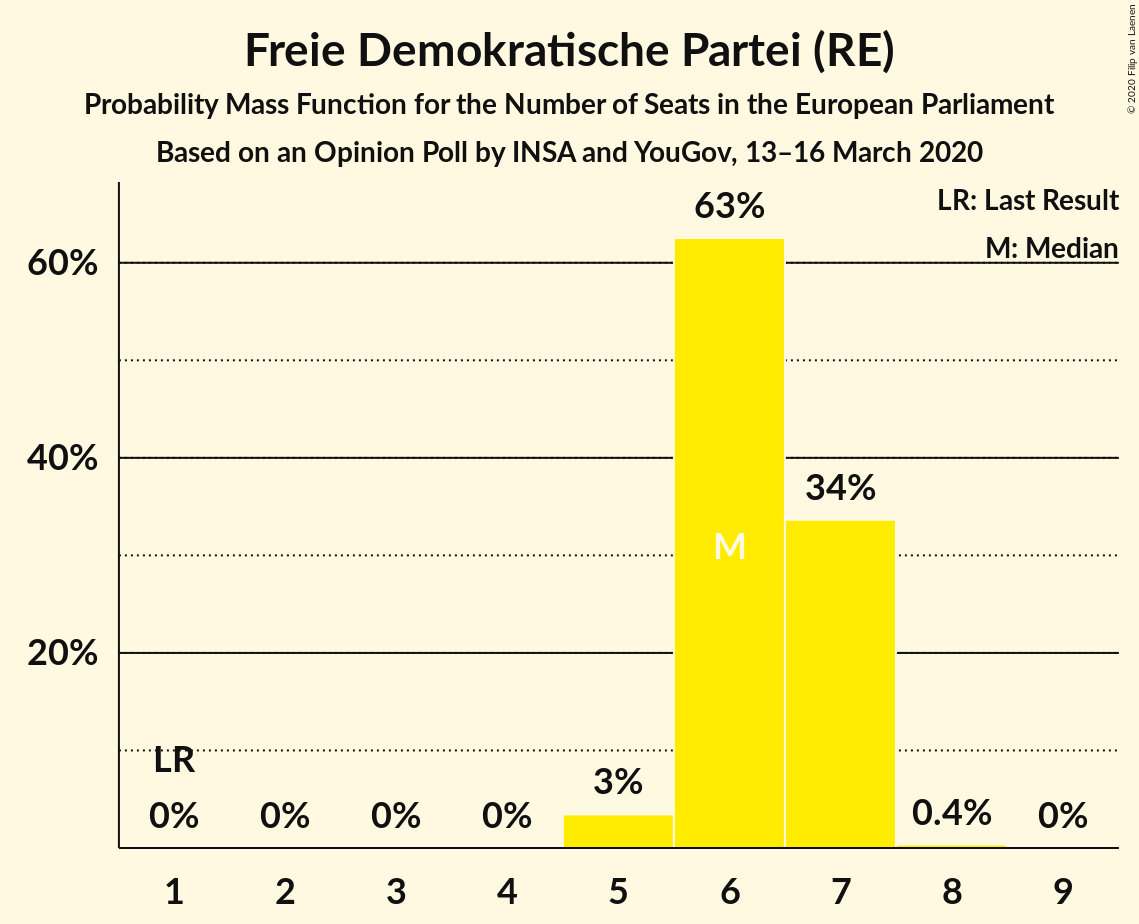 Freie Demokratische Partei (RE)
Probability Mass Function for the Number of Seats in the European Parliament
Based on an Opinion Poll by INSA and YouGov, 13–16 March 2020
© 2020 Filip van Laenen
LR: Last Result
M: Median
63%
60%
40%
34%
M
20%
LR
3%
0% 0% 0% 0% 0.4% 0%
1 2 3 4 5 6 7 8 9